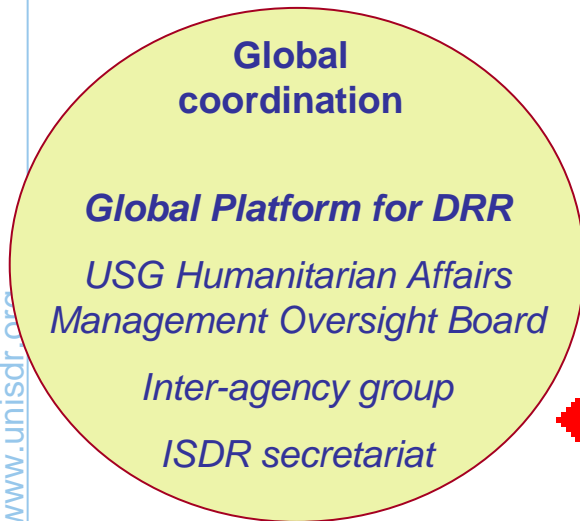 Global
coordination
Global Platform for DRR
USG Humanitarian Affairs
Management Oversight Board
Inter-agency group
ISDR secretariat
www.unisdr.org